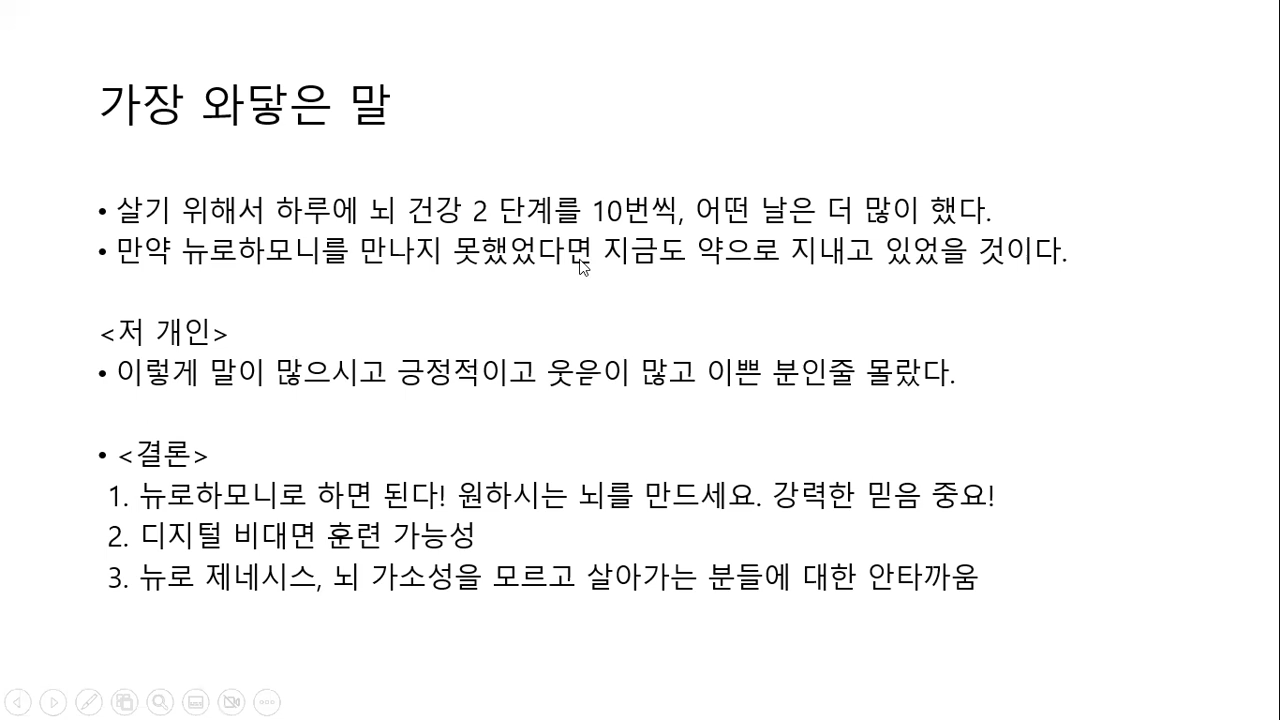 가장 와닿은 말
• 살기 위해서 하루에 뇌 건강 2 단계를 10번씩, 어떤 날은 더 많이 했다.
• 만약 뉴로하모니를 만나지 못했었다면 지금도 약으로 지내고 있었을 것이다.
<저 개인>
• 이렇게 말이 많으시고 긍정적이고 웃읃이 많고 이쁜 분인줄 몰랐다.
• <결론>
1. 뉴로하모니로 하면 된다! 원하시는 뇌를 만드세요. 강력한 믿음 중요!
2. 디지털 비대면 훈련 가능성
3. 뉴로 제네시스, 뇌 가소성을 모르고 살아가는 분들에 대한 안타까움